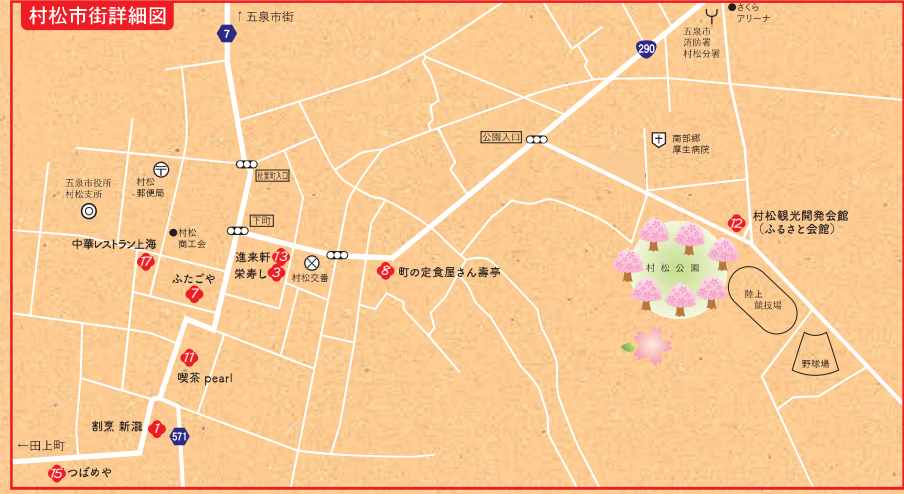 村松市街詳細図
↑五泉市街
7
290
さくら
アリーナ
五泉市
消防署
村松分署
公園入口
南部郷
厚生病院
秋葉町入口
村松
郵便局
五泉市役所
村松支所
下町
村松
商工会
12
村松観光開発会館
(ふるさと会館)
中華レストラン上海
17
進来軒
13
栄寿し
3
村松交番
8
町の定食屋さん壽亭
村松公園
ふたごや
7
陸上
競技場
11
喫茶 pearl
野球場
割烹 新瀧
1
571
←田上町
15
つばめや